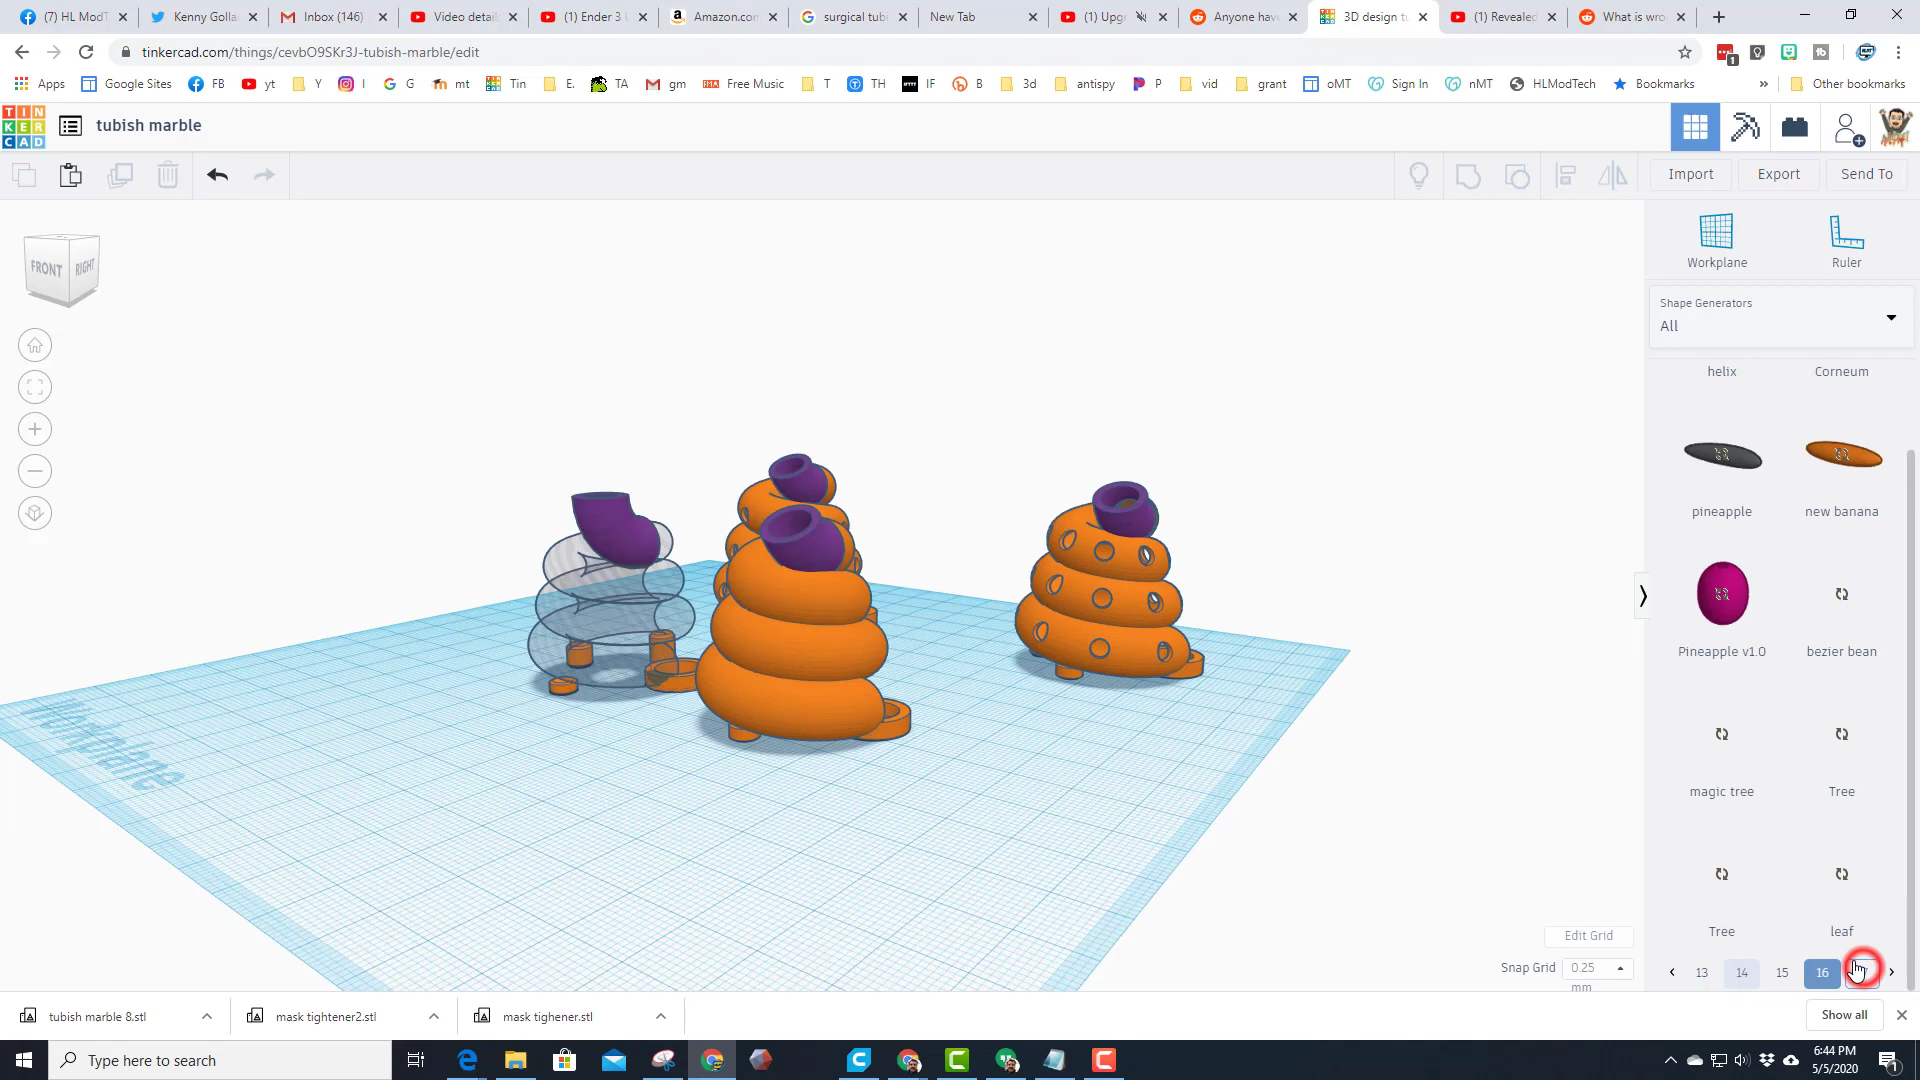 (7) HL ModT
Kenny Golla
Inbox (146)
Video detai
(1) Ender 3 U
Amazon.com
surgical tub
New Tab
(1) Upg
Anyone hav
3D design tu
(1) Revealed
What is wro
tinkercad.com/things/cevbO9SKr3J-tubish-marble/edit
1
Apps
Google Sites
FB
yt
Y
I
G
mt
Tin
E.
TA
gm
Free Music
T
TH
IF
B
3d
antispy
P
vid
grant
oMT
Sign In
nMT
HLModTech
Bookmarks
»
Other bookmarks
TIN
KER
CAD
tubish marble
Import
Export
Send To
FRONT
RIGHT
Workplane
Ruler
Shape Generators
All
helix
Corneum
pineapple
new banana
Pineapple v1.0
bezier bean
magic tree
Tree
Tree
leaf
Workplane
Edit Grid
Snap Grid
0.25
mm
13
14
15
16
tubish marble 8.stl
mask tightener2.stl
mask tighener.stl
Show all
Type here to search
6:44 PM
5/5/2020
1